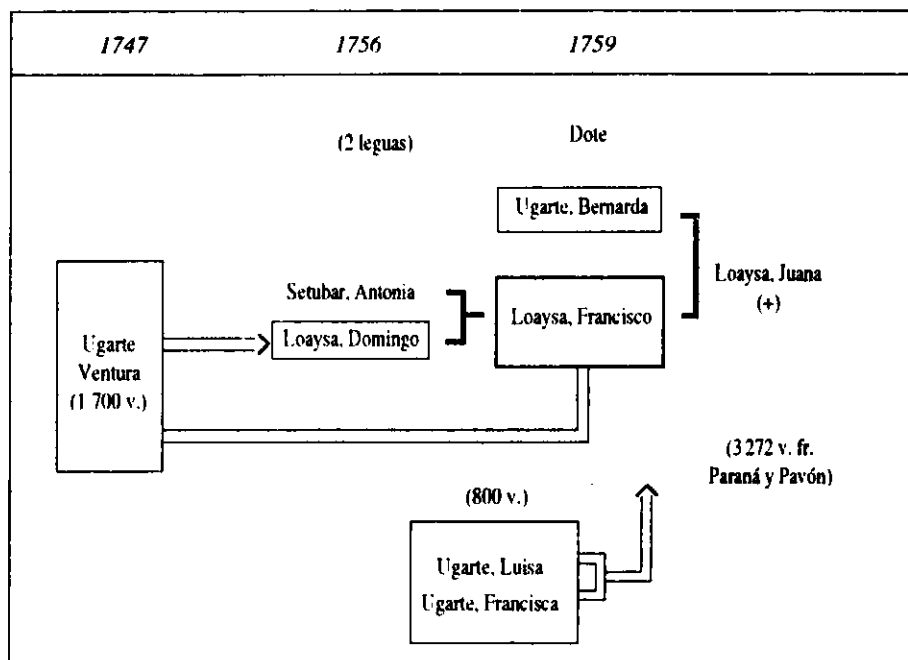 1747 1756 1759
(2 leguas) Dote
Ugarte, Bernarda
Setubar, Antonia
Loaysa, Domingo
Loaysa, Francisco
Loaysa, Juana
(+)
Ugarte
Ventura
(1 700 v.)
(3 272 v. fr.
Paraná y Pavón)
(800 v.)
Ugarte, Luisa
Ugarte, Francisca